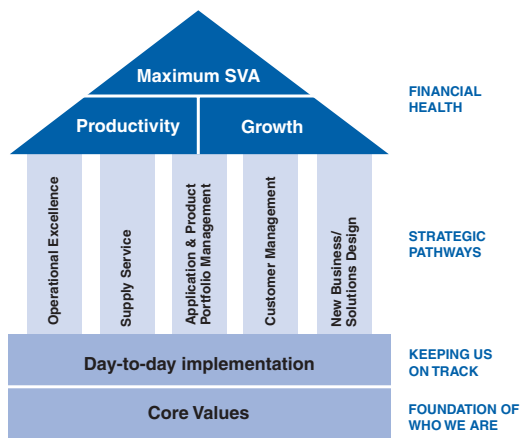 Maximum SVA
Productivity
Growth
FINANCIAL
HEALTH
Operational Excellence
Supply Service
Application & Product
Portfolio Management
Customer Management
New Business/
Solutions Design
STRATEGIC
PATHWAYS
Day-to-day implementation
KEEPING US
ON TRACK
Core Values
FOUNDATION OF
WHO WE ARE